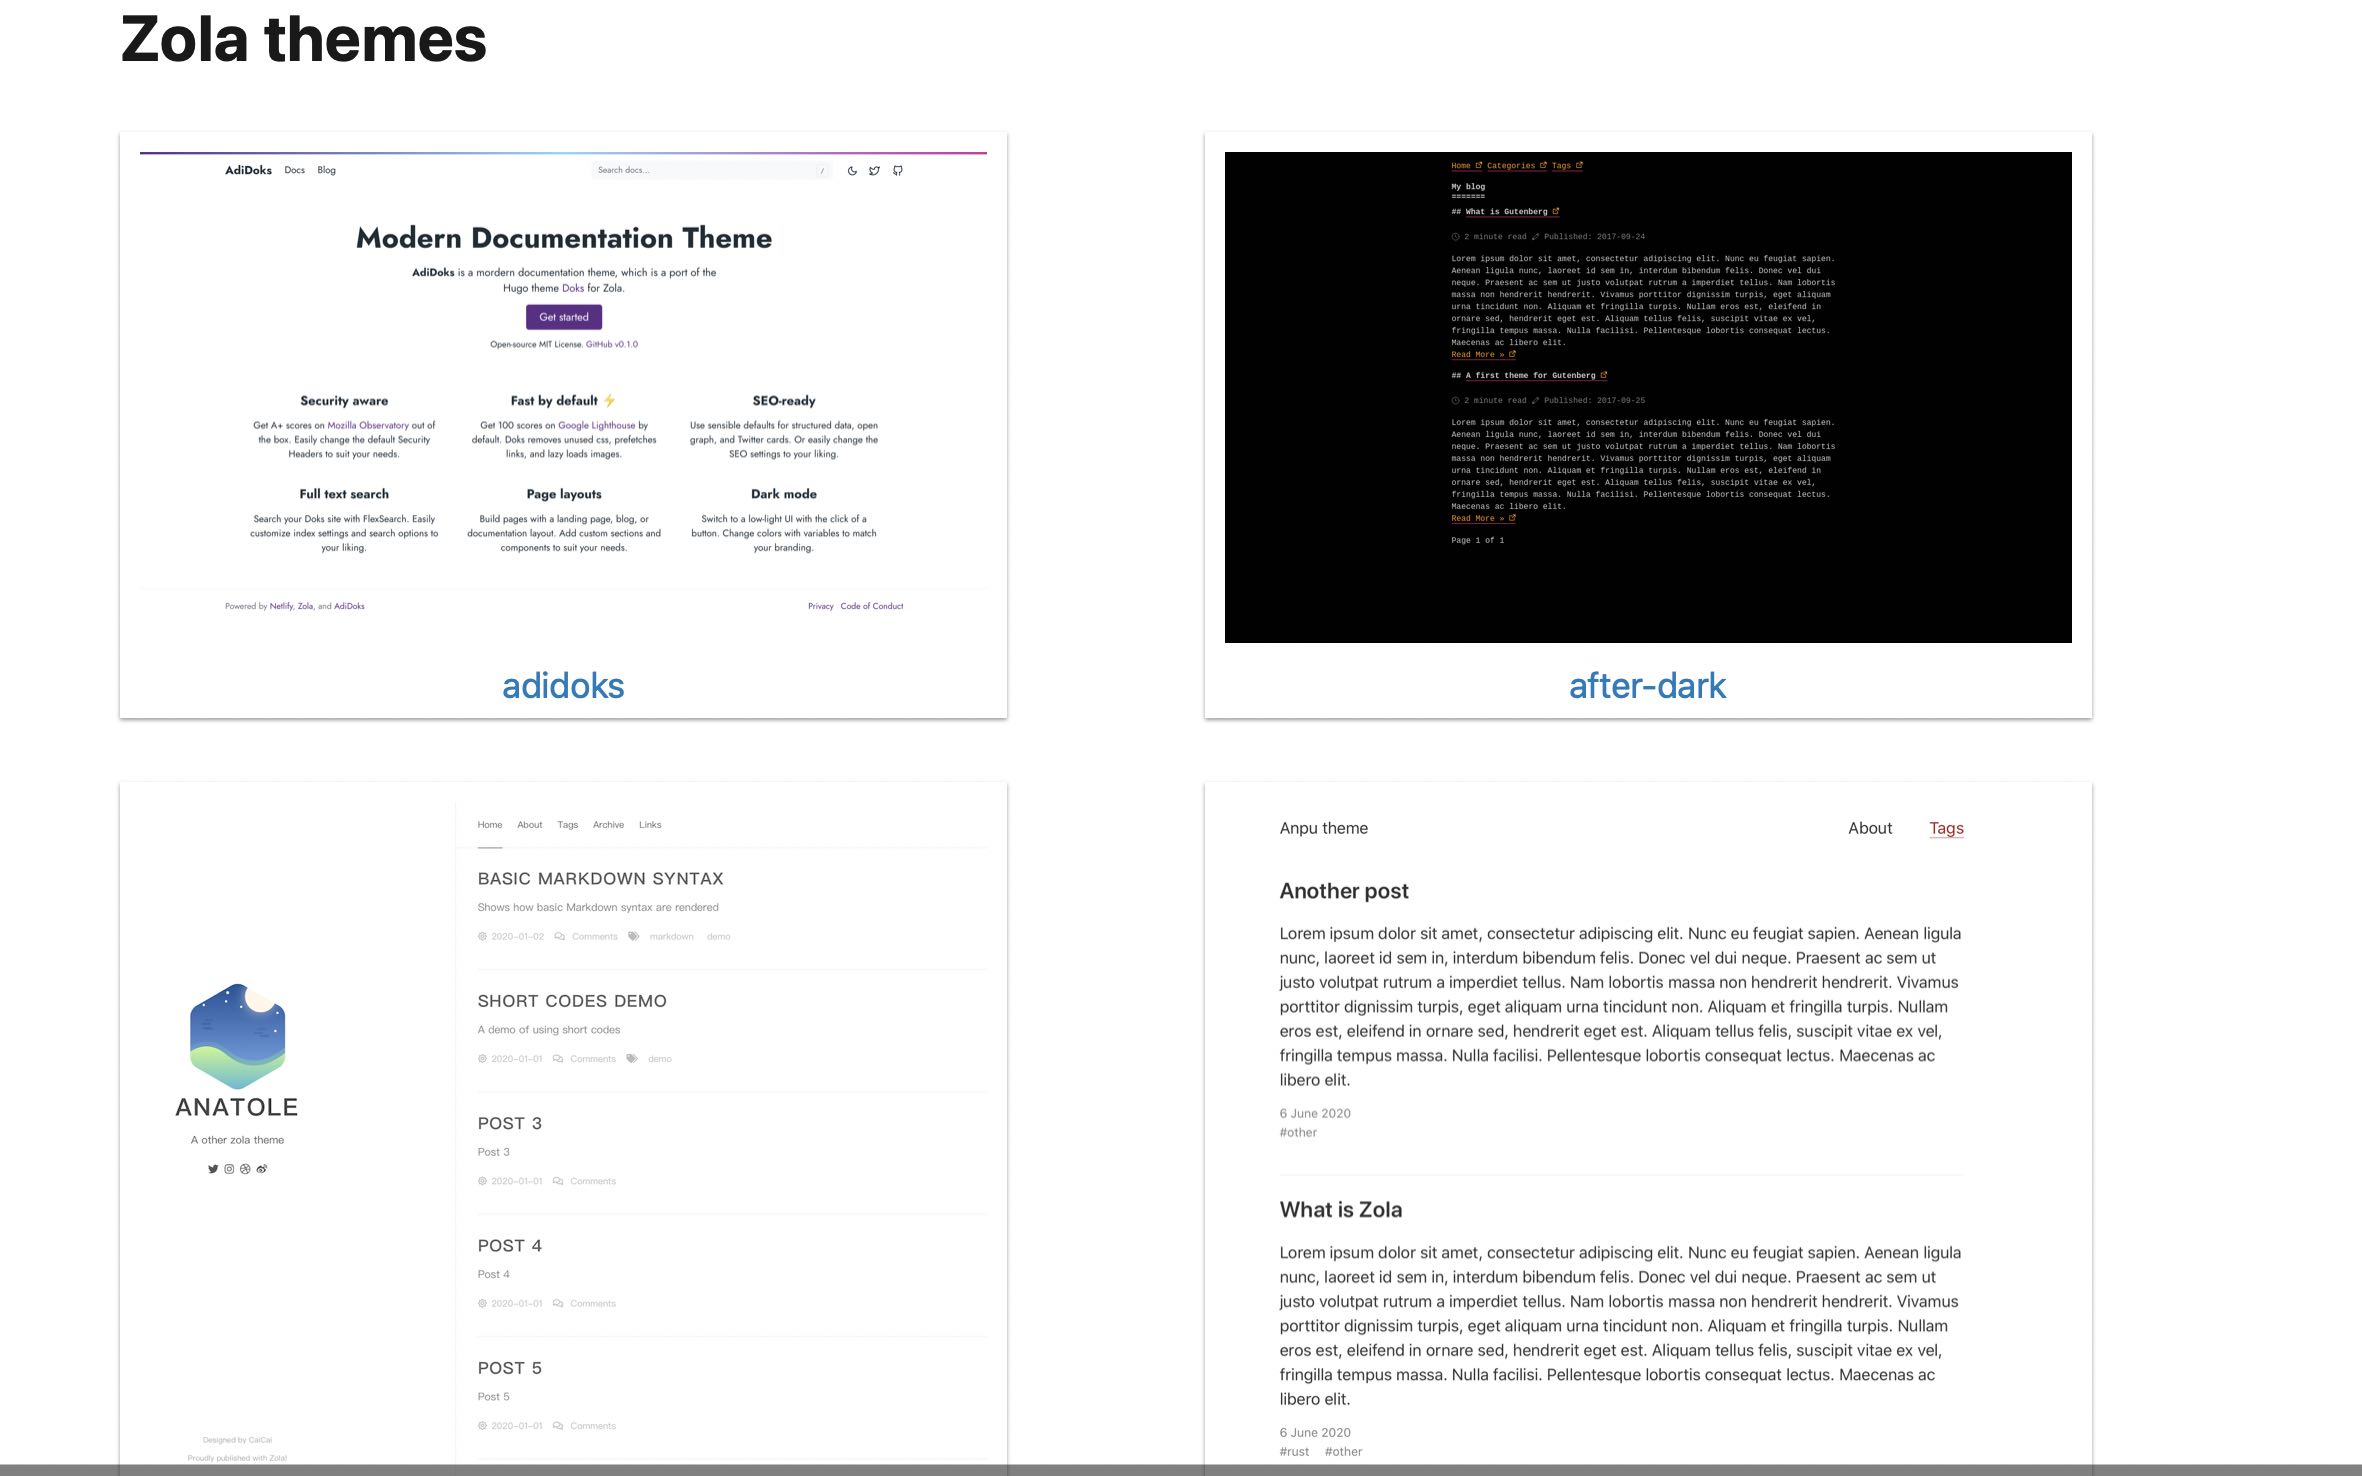 Zola themes
AdiDoks Docs Blog Search docs... /
Modern Documentation Theme
AdiDoks is a mordern documentation theme, which is a port of the
Hugo theme Doks for Zola.
Get started
Open-source MIT License. GitHub v0.1.0
Security aware
Get A+ scores on Mozilla Observatory out of
the box. Easily change the default Security
Headers to suit your needs.
Fast by default ⚡
Get 100 scores on Google Lighthouse by
default. Doks removes unused css, prefetches
links, and lazy loads images.
SEO-ready
Use sensible defaults for structured data, open
graph, and Twitter cards. Or easily change the
SEO settings to your liking.
Full text search
Search your Doks site with FlexSearch. Easily
customize index settings and search options to
your liking.
Page layouts
Build pages with a landing page, blog, or
documentation layout. Add custom sections and
components to suit your needs.
Dark mode
Switch to a low-light UI with the click of a
button. Change colors with variables to match
your branding.
Powered by Netlify, Zola, and AdiDoks
Privacy Code of Conduct
adidoks
Home Categories Tags
My blog
=======
## What is Gutenberg
2 minute read Published: 2017-09-24
Lorem ipsum dolor sit amet, consectetur adipiscing elit. Nunc eu feugiat sapien.
Aenean ligula nunc, laoreet id sem in, interdum bibendum felis. Donec vel dui
neque. Praesent ac sem ut justo volutpat rutrum a imperdiet tellus. Nam lobortis
massa non hendrerit hendrerit. Vivamus porttitor dignissim turpis, eget aliquam
urna tincidunt non. Aliquam et fringilla turpis. Nullam eros est, eleifend in
ornare sed, hendrerit eget est. Aliquam tellus felis, suscipit vitae ex vel,
fringilla tempus massa. Nulla facilisi. Pellentesque lobortis consequat lectus.
Maecenas ac libero elit.
Read More »
## A first theme for Gutenberg
2 minute read Published: 2017-09-25
Lorem ipsum dolor sit amet, consectetur adipiscing elit. Nunc eu feugiat sapien.
Aenean ligula nunc, laoreet id sem in, interdum bibendum felis. Donec vel dui
neque. Praesent ac sem ut justo volutpat rutrum a imperdiet tellus. Nam lobortis
massa non hendrerit hendrerit. Vivamus porttitor dignissim turpis, eget aliquam
urna tincidunt non. Aliquam et fringilla turpis. Nullam eros est, eleifend in
ornare sed, hendrerit eget est. Aliquam tellus felis, suscipit vitae ex vel,
fringilla tempus massa. Nulla facilisi. Pellentesque lobortis consequat lectus.
Maecenas ac libero elit.
Read More »
Page 1 of 1
after-dark
ANATOLE
A other zola theme
Designed by CaiCai
Proudly published with Zola!
Home About Tags Archive Links
BASIC MARKDOWN SYNTAX
Shows how basic Markdown syntax are rendered
2020-01-02 Comments markdown demo
SHORT CODES DEMO
A demo of using short codes
2020-01-01 Comments demo
POST 3
Post 3
2020-01-01 Comments
POST 4
Post 4
2020-01-01 Comments
POST 5
Post 5
2020-01-01 Comments
Anpu theme About Tags
Another post
Lorem ipsum dolor sit amet, consectetur adipiscing elit. Nunc eu feugiat sapien. Aenean ligula
nunc, laoreet id sem in, interdum bibendum felis. Donec vel dui neque. Praesent ac sem ut
justo volutpat rutrum a imperdiet tellus. Nam lobortis massa non hendrerit hendrerit. Vivamus
porttitor dignissim turpis, eget aliquam urna tincidunt non. Aliquam et fringilla turpis. Nullam
eros est, eleifend in ornare sed, hendrerit eget est. Aliquam tellus felis, suscipit vitae ex vel,
fringilla tempus massa. Nulla facilisi. Pellentesque lobortis consequat lectus. Maecenas ac
libero elit.
6 June 2020
#other
What is Zola
Lorem ipsum dolor sit amet, consectetur adipiscing elit. Nunc eu feugiat sapien. Aenean ligula
nunc, laoreet id sem in, interdum bibendum felis. Donec vel dui neque. Praesent ac sem ut
justo volutpat rutrum a imperdiet tellus. Nam lobortis massa non hendrerit hendrerit. Vivamus
porttitor dignissim turpis, eget aliquam urna tincidunt non. Aliquam et fringilla turpis. Nullam
eros est, eleifend in ornare sed, hendrerit eget est. Aliquam tellus felis, suscipit vitae ex vel,
fringilla tempus massa. Nulla facilisi. Pellentesque lobortis consequat lectus. Maecenas ac
libero elit.
6 June 2020
#rust #other